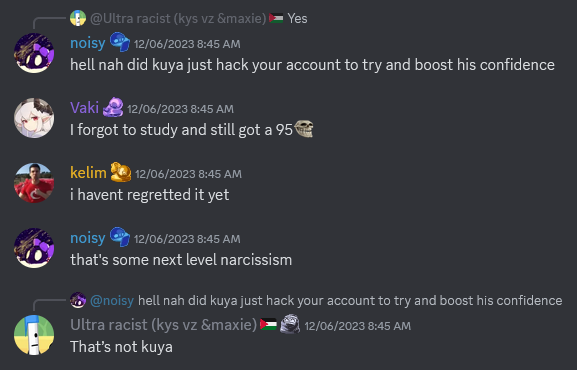 @Ultra racist (kys vz &maxie)🇵🇸 Yes
noisy 12/06/2023 8:45 AM
hell nah did kuya just hack your account to try and boost his confidence
Vaki 12/06/2023 8:45 AM
I forgot to study and still got a 95
kelim 12/06/2023 8:45 AM
i havent regretted it yet
noisy 12/06/2023 8:45 AM
that's some next level narcissism
@noisy hell nah did kuya just hack your account to try and boost his confidence
Ultra racist (kys vz &maxie)🇵🇸 12/06/2023 8:45 AM
That's not kuya